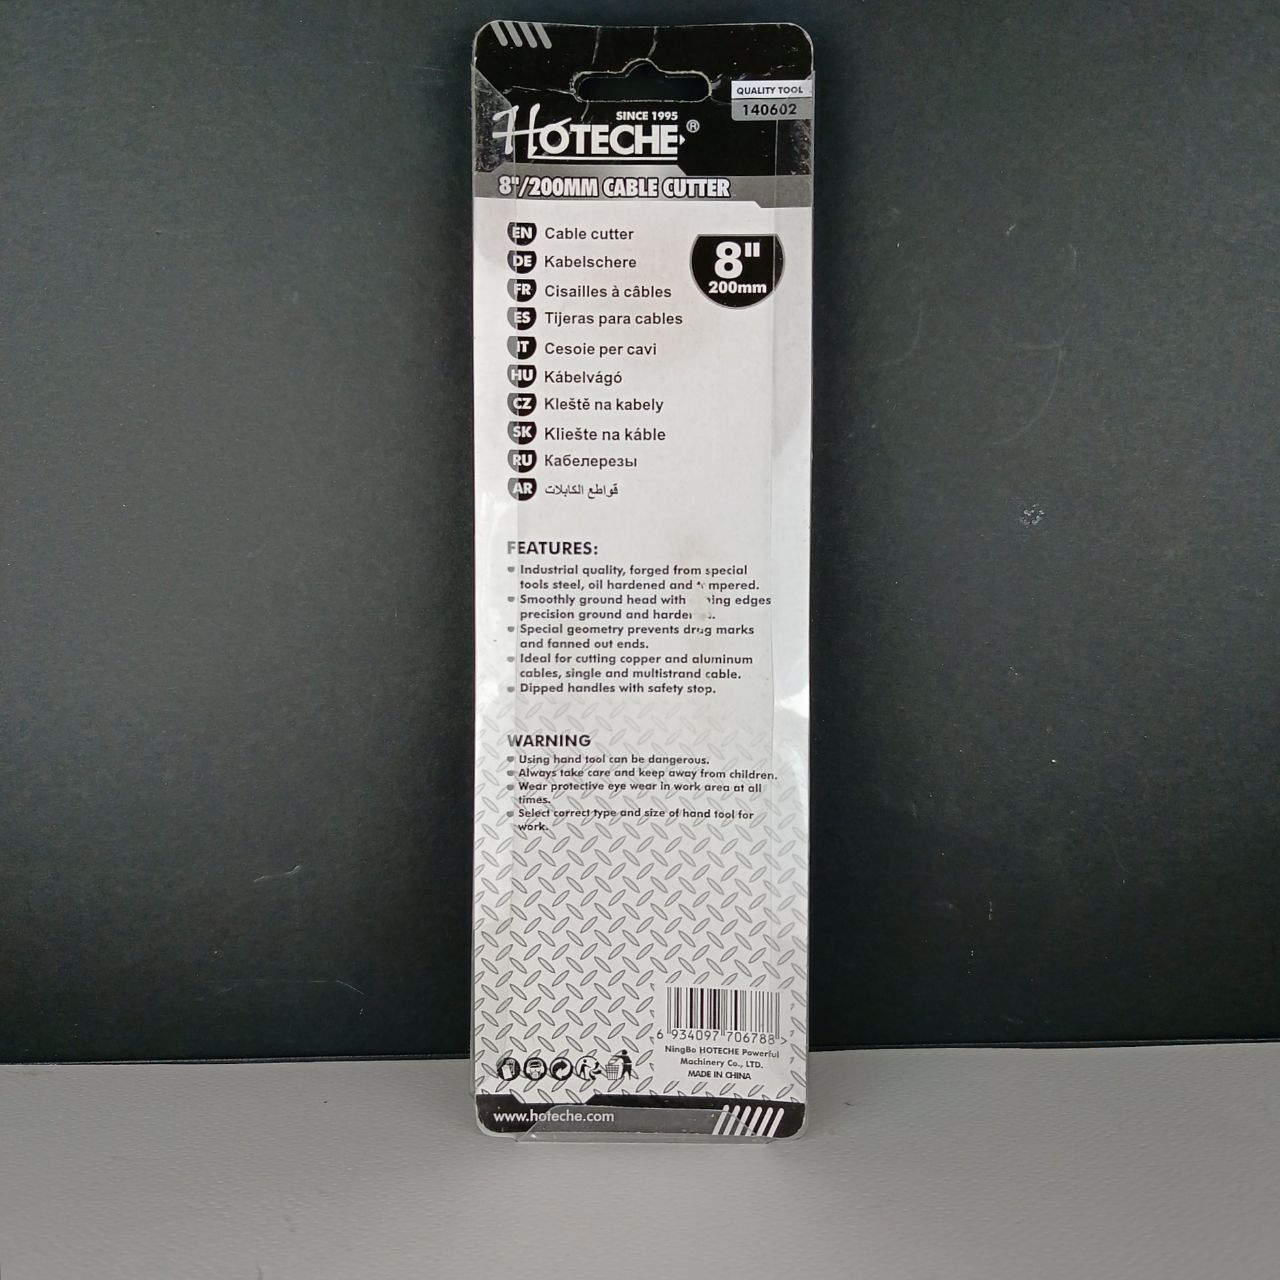 QUALITY TOOL
140602
SINCE 1995
HOTECHE®
8"/200MM CABLE CUTTER
8"
200mm
EN Cable cutter
DE Kabelschere
FR Cisailles à câbles
ES Tijeras para cables
IT Cesoie per cavi
HU Kábelvágó
CZ Kleště na kabely
SK Kliešte na káble
RU Кабелерезы
AR قواطع الكابلات
FEATURES:
Industrial quality, forged from special
tools steel, oil hardened and
Smoothly ground head with edges
precision ground and
Special geometry prevents drag marks
and fanned out ends.
Ideal for cutting copper and aluminum
cables, single and multistrand cable.
Dipped handles with safety stop.
WARNING
Using hand tool can be dangerous.
Always take care and keep away from children.
Wear protective eye wear in work area at all
times.
Select correct type and size of hand tool for
work.
6 934097 706788 >
NingBo HOTECHE Powerful
Machinery Co., LTD.
MADE IN CHINA
www.hoteche.com